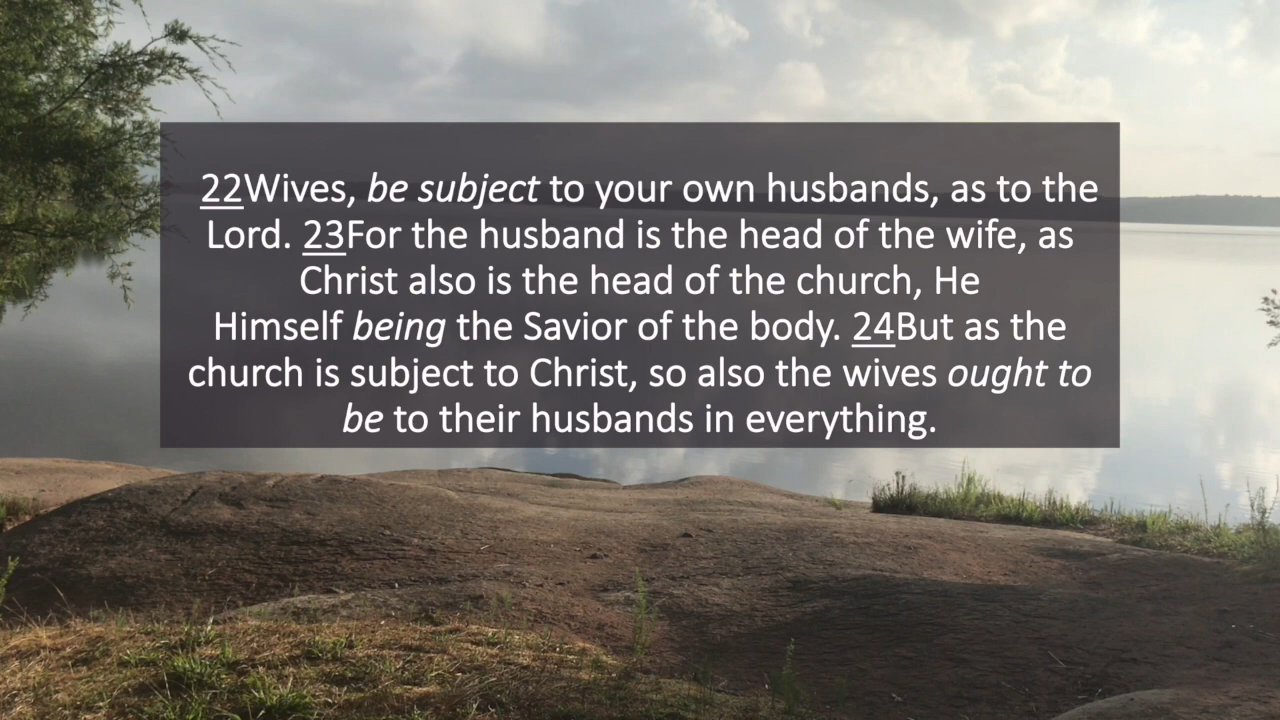 22Wives, be subject to your own husbands, as to the
Lord. 23For the husband is the head of the wife, as
Christ also is the head of the church, He
Himself being the Savior of the body. 24But as the
church is subject to Christ, so also the wives ought to
be to their husbands in everything.